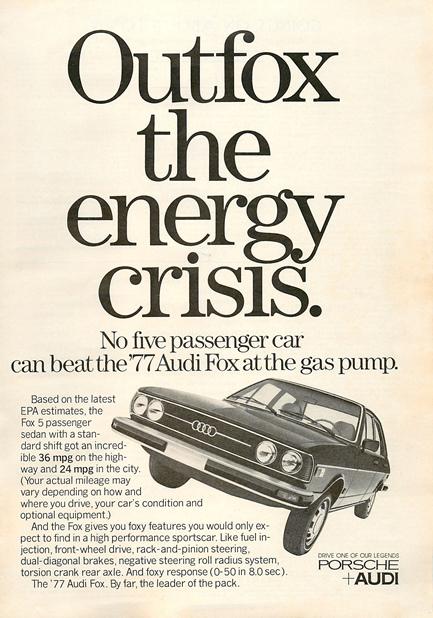 Outfox
the
energy
crisis.
No five passenger car
can beat the '77 Audi Fox at the gas pump.
Based on the latest
EPA estimates, the
Fox 5 passenger
sedan with a stan-
dard shift got an incred-
ible 36 mpg on the high-
way and 24 mpg in the city.
(Your actual mileage may
vary depending on how and
where you drive, your car's condition and
optional equipment.)
And the Fox gives you foxy features you would only ex-
pect to find in a high performance sportscar. Like fuel in-
jection, front-wheel drive, rack-and-pinion steering,
dual-diagonal brakes, negative steering roll radius system,
torsion crank rear axle. And foxy response (0-50 in 8.0 sec).
The '77 Audi Fox. By far, the leader of the pack.
DRIVE ONE OF OUR LEGENDS
PORSCHE
+AUDI